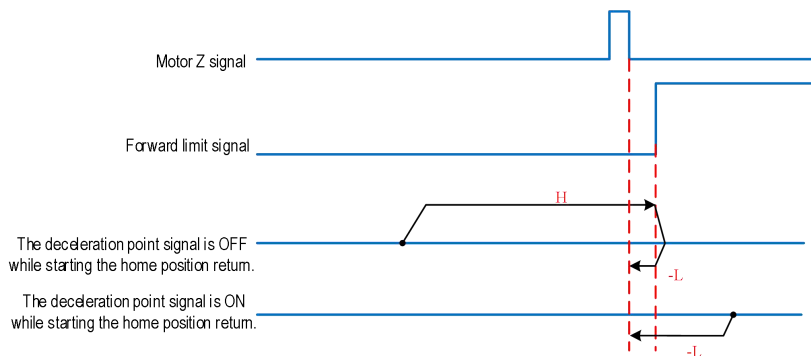 Motor Z signal
Forward limit signal
H
The deceleration point signal is OFF
while starting the home position return.
-L
The deceleration point signal is ON
while starting the home position return.
-L